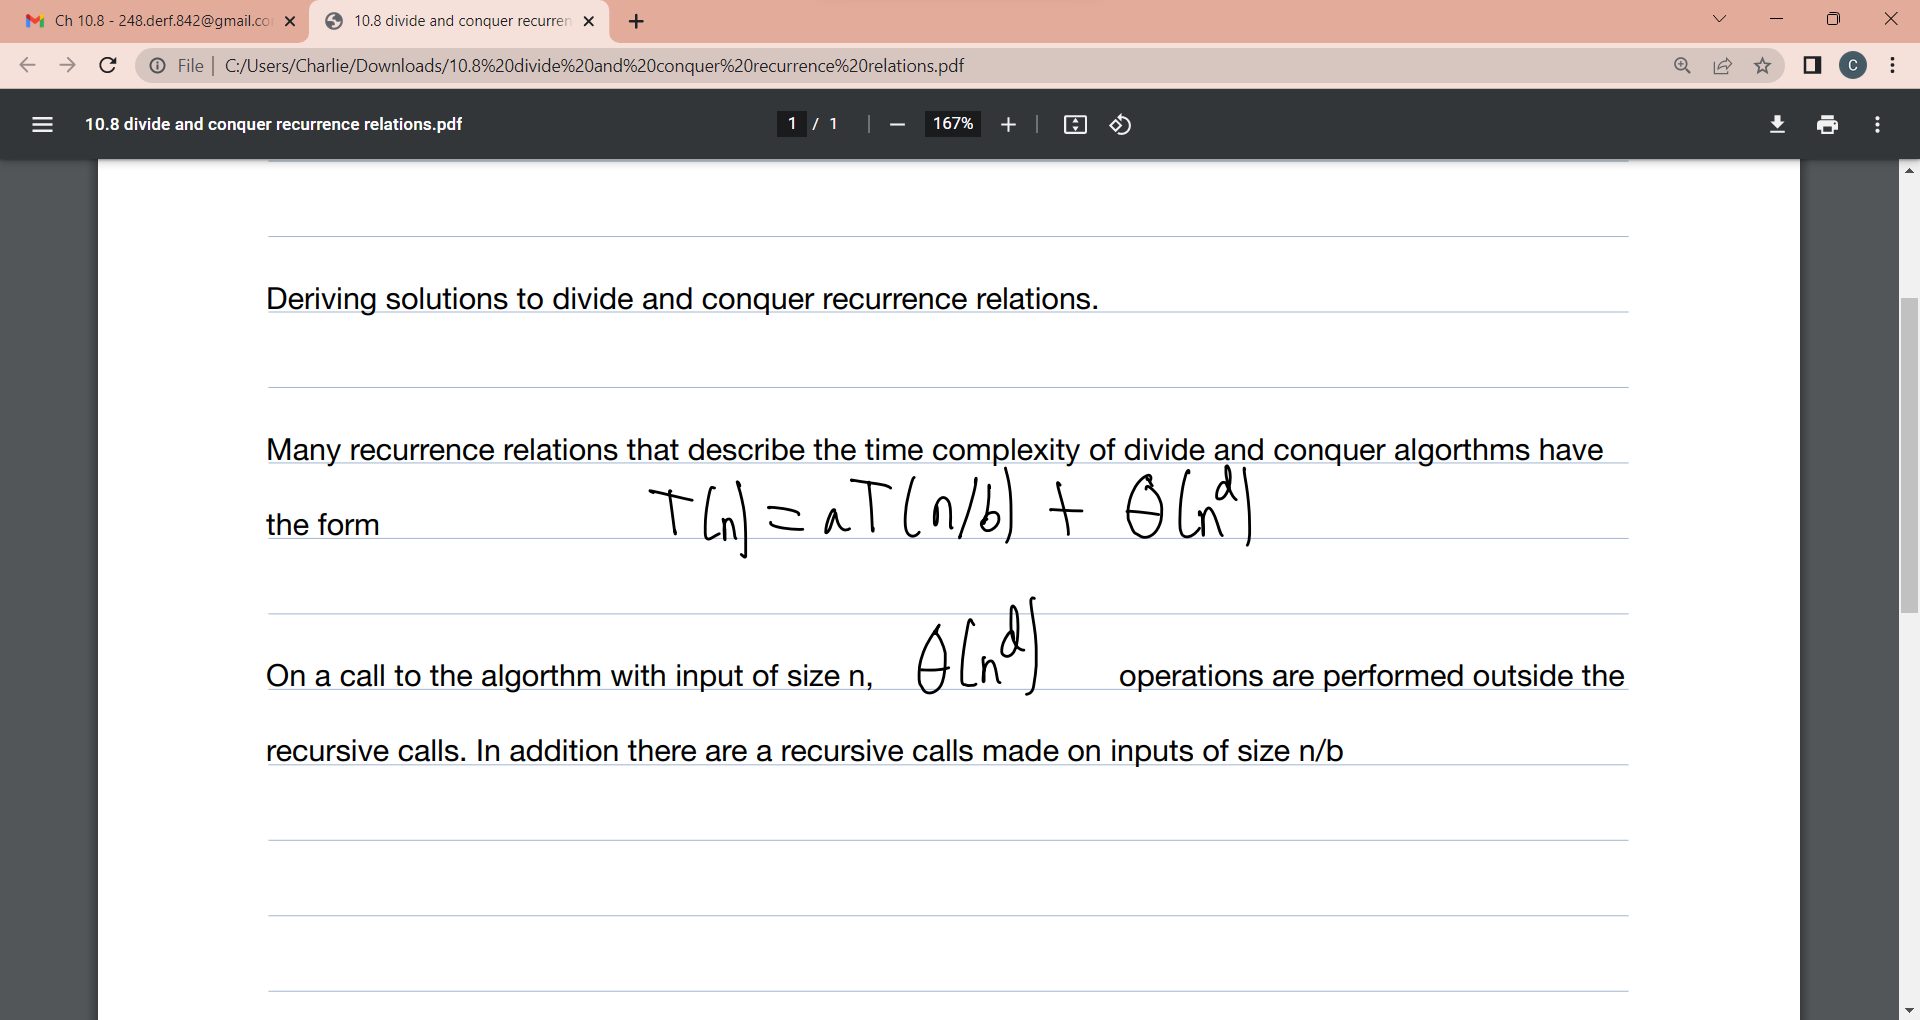 Ch 10.8 - 248.derf.842@gmail.co
10.8 divide and conquer recurren
File | C:/Users/Charlie/Downloads/10.8%20divide%20and%20conquer%20recurrence%20relations.pdf
C
10.8 divide and conquer recurrence relations.pdf
1 / 1
167%
Deriving solutions to divide and conquer recurrence relations.
Many recurrence relations that describe the time complexity of divide and conquer algorthms have
the form T(n) = aT(n/b) + Θ(n^d)
On a call to the algorthm with input of size n, Θ(n^d) operations are performed outside the
recursive calls. In addition there are a recursive calls made on inputs of size n/b